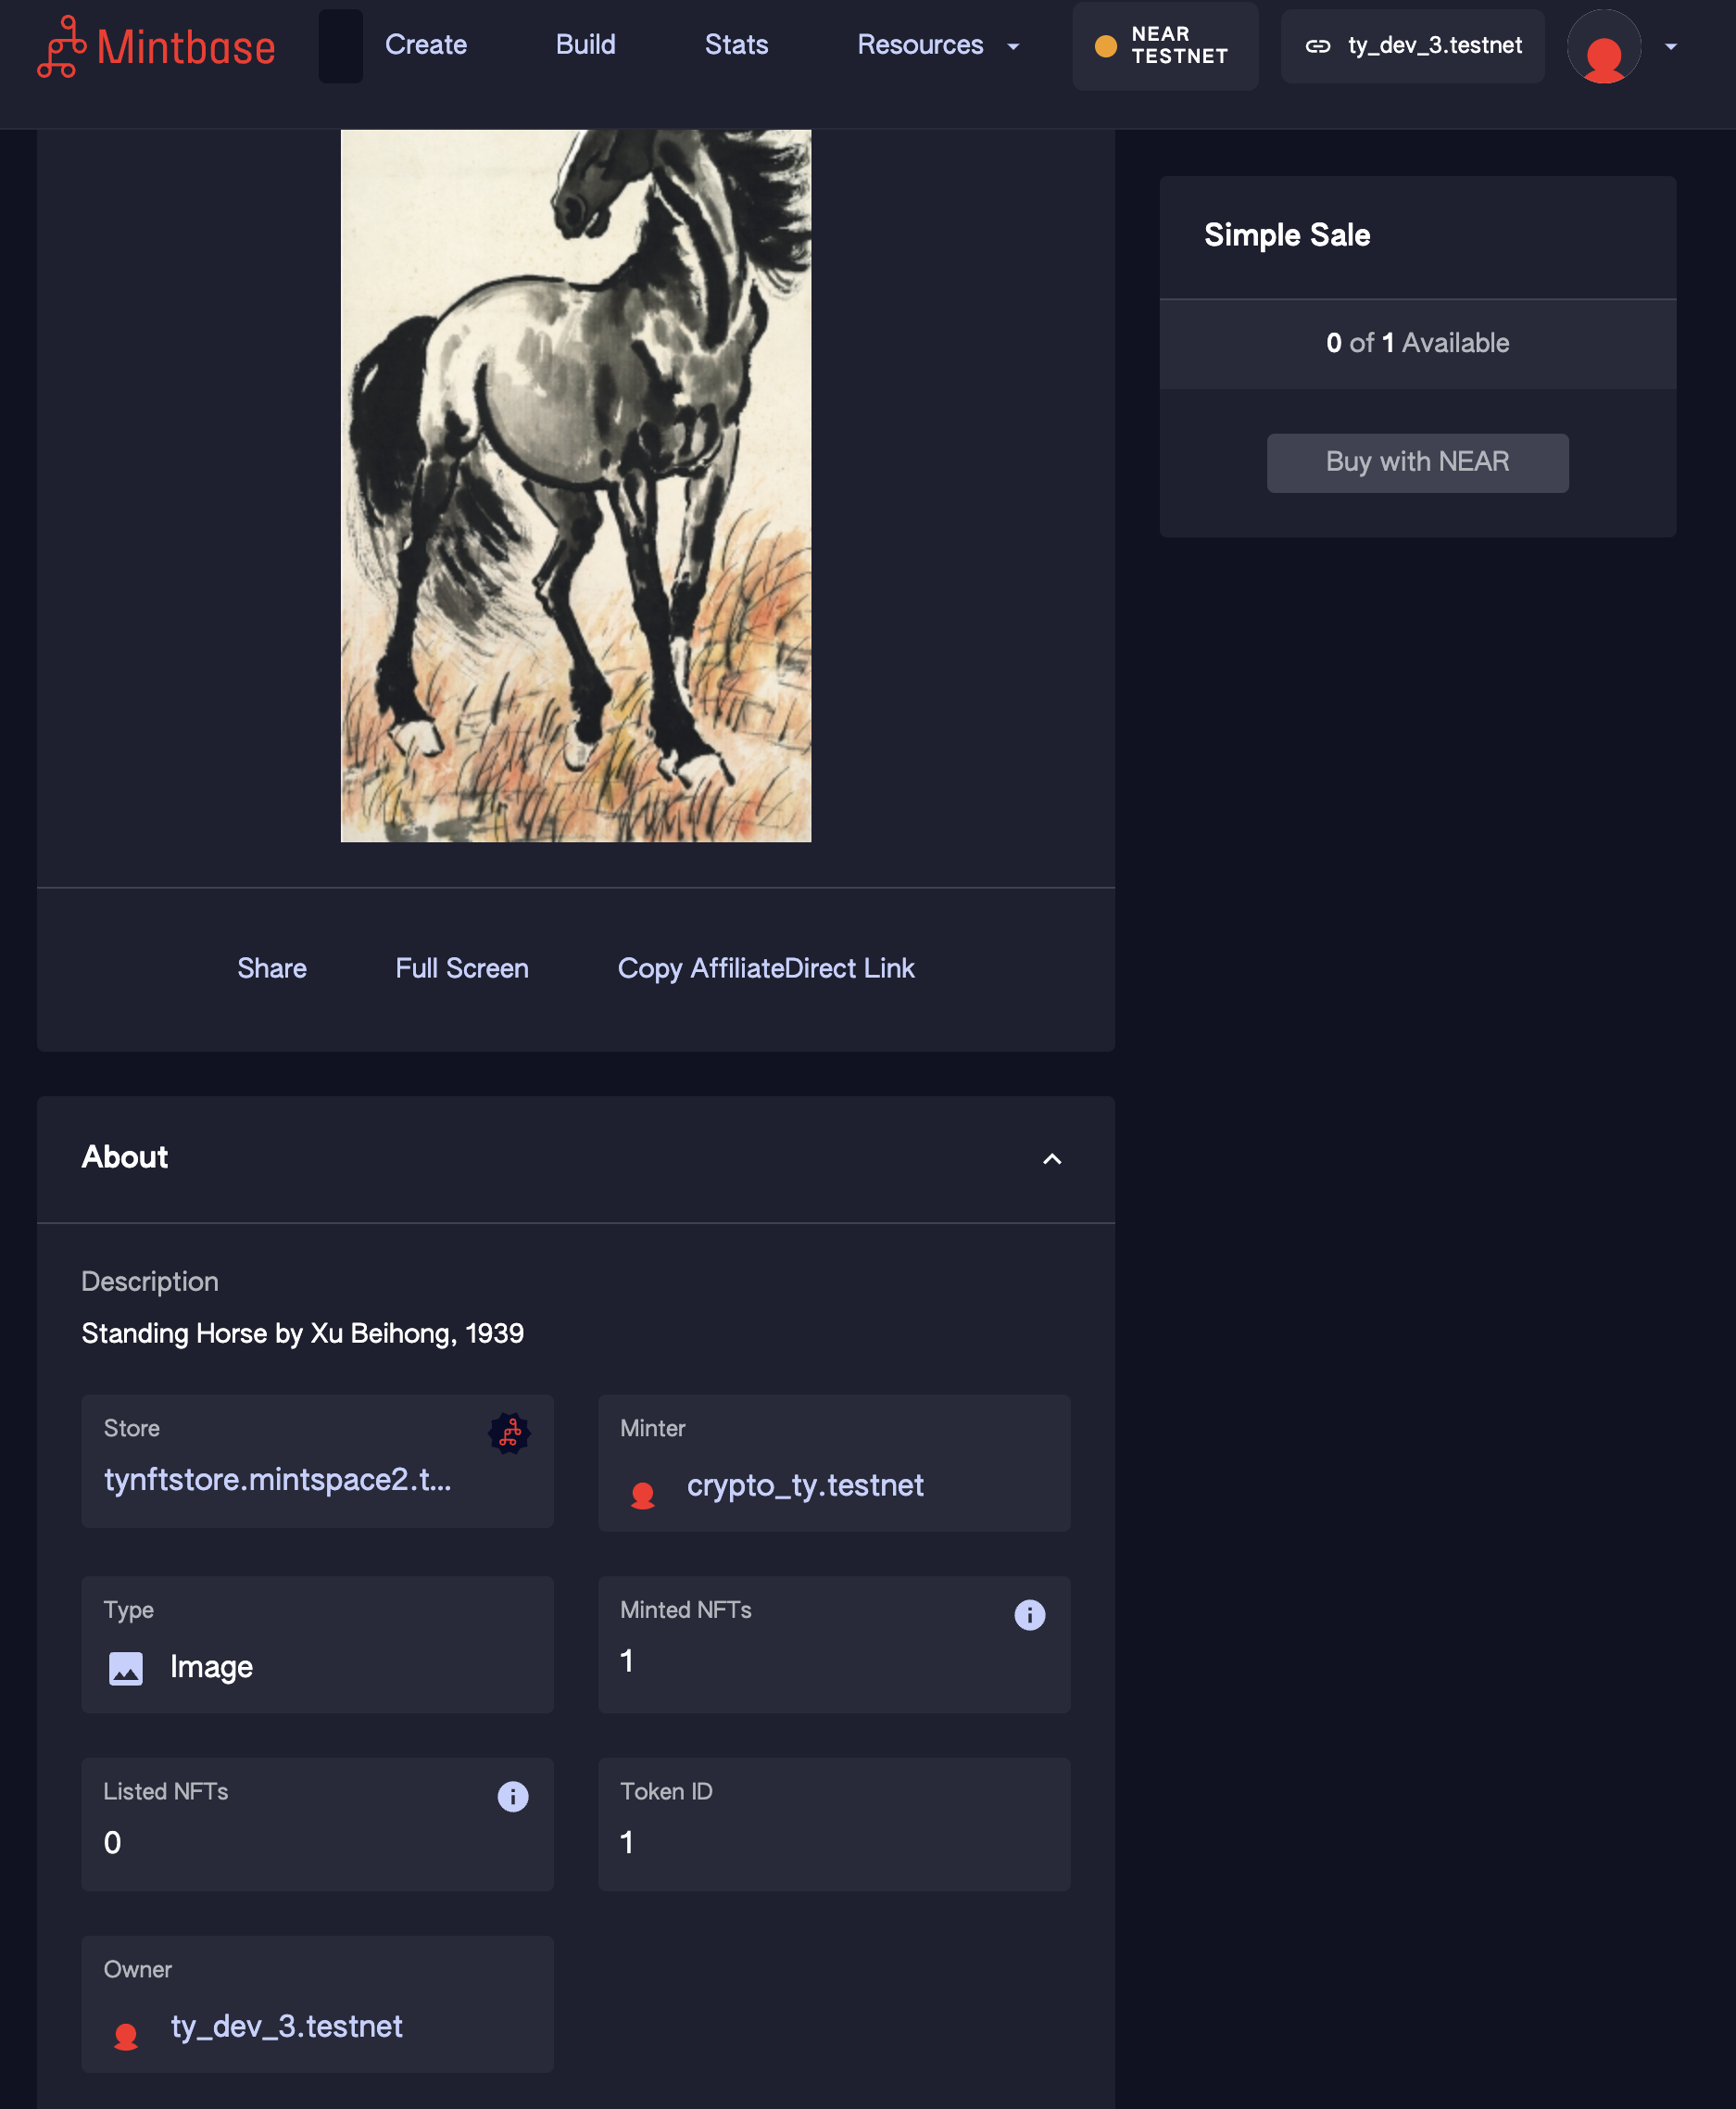 Mintbase
Create
Build
Stats
Resources
NEAR
TESTNET
ty_dev_3.testnet
Simple Sale
0 of 1 Available
Buy with NEAR
Share
Full Screen
Copy AffiliateDirect Link
About
Description
Standing Horse by Xu Beihong, 1939
Store
tynftstore.mintspace2.t...
Minter
crypto_ty.testnet
Type
Image
Minted NFTs
1
Listed NFTs
0
Token ID
1
Owner
ty_dev_3.testnet